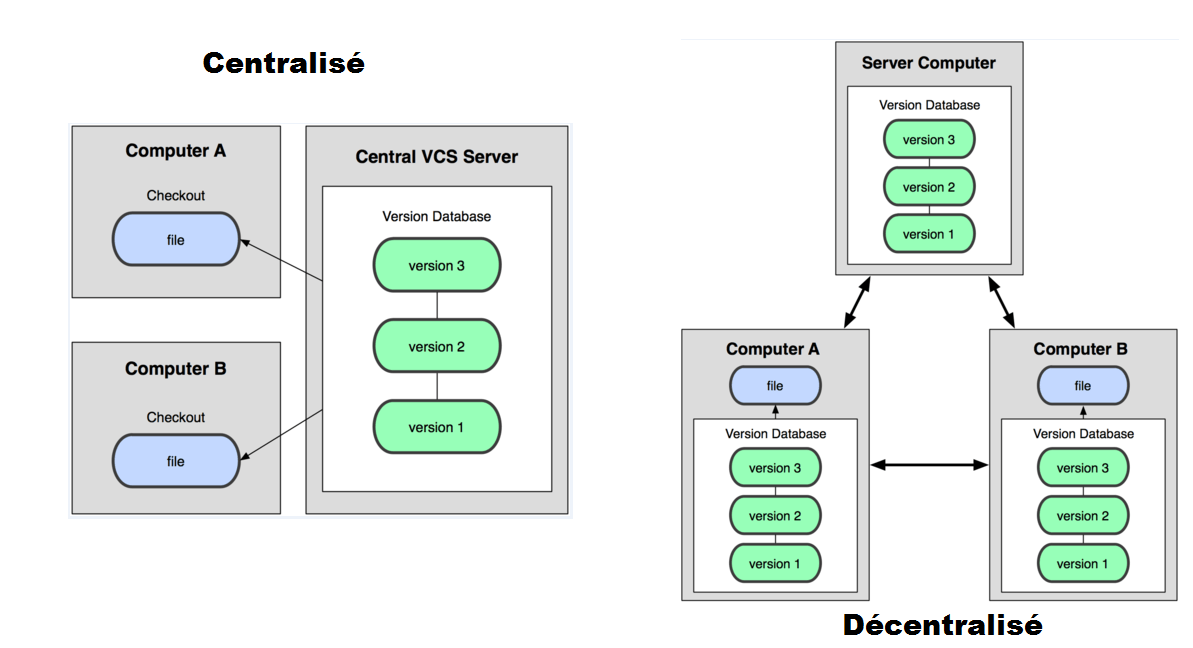 Centralisé
Computer A
Checkout
file
Computer B
Checkout
file
Central VCS Server
Version Database
version 3
version 2
version 1
Server Computer
Version Database
version 3
version 2
version 1
Computer A
file
Version Database
version 3
version 2
version 1
Computer B
file
Version Database
version 3
version 2
version 1
Décentralisé